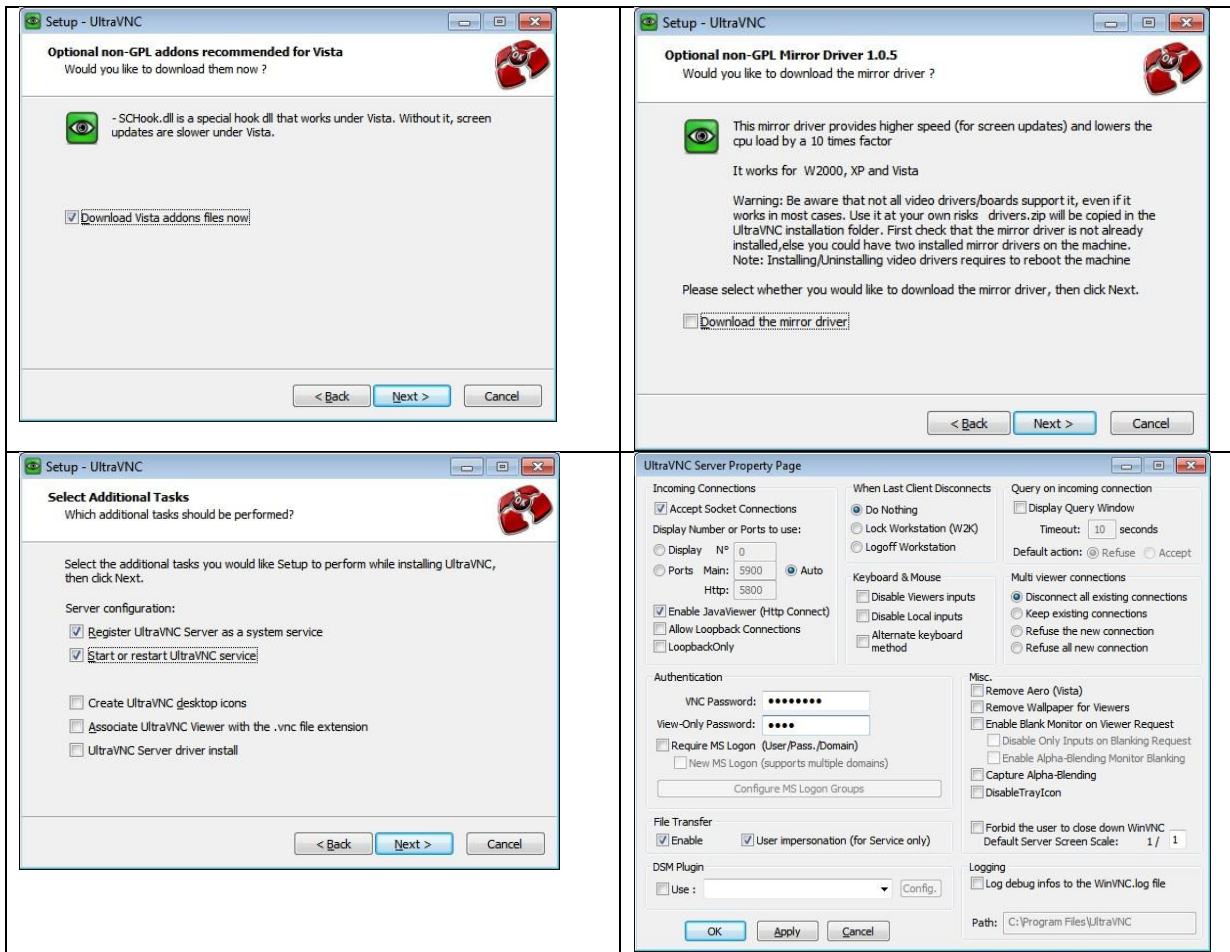 Setup - UltraVNC
Optional non-GPL addons recommended for Vista
Would you like to download them now ?
- SCHook.dll is a special hook dll that works under Vista. Without it, screen
updates are slower under Vista.
Download Vista addons files now
< Back Next > Cancel
Setup - UltraVNC
Optional non-GPL Mirror Driver 1.0.5
Would you like to download the mirror driver ?
This mirror driver provides higher speed (for screen updates) and lowers the
cpu load by a 10 times factor
It works for W2000, XP and Vista
Warning: Be aware that not all video drivers/boards support it, even if it
works in most cases. Use it at your own risks drivers.zip will be copied in the
UltraVNC installation folder. First check that the mirror driver is not already
installed,else you could have two installed mirror drivers on the machine.
Note: Installing/Uninstalling video drivers requires to reboot the machine
Please select whether you would like to download the mirror driver, then click Next.
Download the mirror driver
< Back Next > Cancel
Setup - UltraVNC
Select Additional Tasks
Which additional tasks should be performed?
Select the additional tasks you would like Setup to perform while installing UltraVNC,
then click Next.
Server configuration:
Register UltraVNC Server as a system service
Start or restart UltraVNC service
Create UltraVNC desktop icons
Associate UltraVNC Viewer with the .vnc file extension
UltraVNC Server driver install
< Back Next > Cancel
UltraVNC Server Property Page
Incoming Connections
Accept Socket Connections
Display Number or Ports to use:
Display N° 0
Ports Main: 5900 Auto
Http: 5800
Enable JavaViewer (Http Connect)
Allow Loopback Connections
LoopbackOnly
When Last Client Disconnects
Do Nothing
Lock Workstation (W2K)
Logoff Workstation
Keyboard & Mouse
Disable Viewers inputs
Disable Local inputs
Alternate keyboard
method
Query on incoming connection
Display Query Window
Timeout: 10 seconds
Default action: Refuse Accept
Multi viewer connections
Disconnect all existing connections
Keep existing connections
Refuse the new connection
Refuse all new connection
Authentication
VNC Password: ●●●●●●●●
View-Only Password: ●●●●
Require MS Logon (User/Pass./Domain)
New MS Logon (supports multiple domains)
Configure MS Logon Groups
Misc.
Remove Aero (Vista)
Remove Wallpaper for Viewers
Enable Blank Monitor on Viewer Request
Disable Only Inputs on Blanking Request
Enable Alpha-Blending Monitor Blanking
Capture Alpha-Blending
DisableTrayIcon
Forbid the user to close down WinVNC
Default Server Screen Scale: 1 / 1
File Transfer
Enable User impersonation (for Service only)
DSM Plugin
Use : Config.
Logging
Log debug infos to the WinVNC.log file
Path: C:\Program Files\UltraVNC
OK Apply Cancel